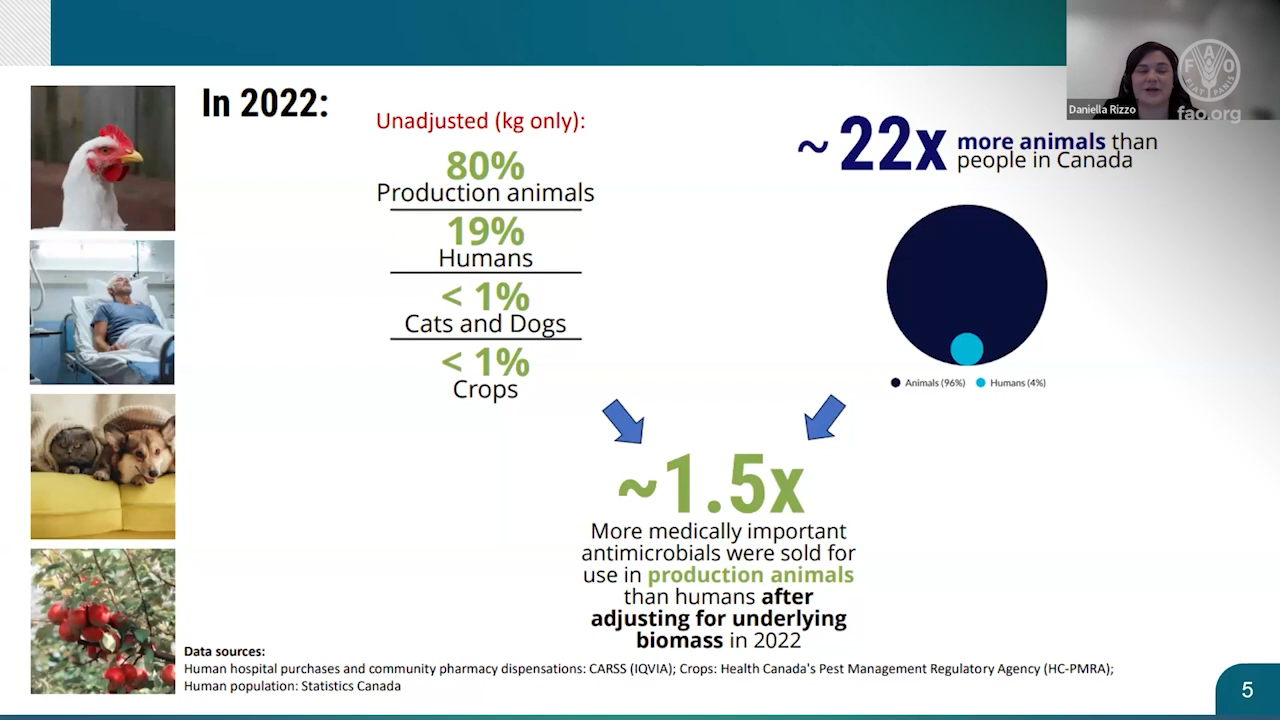 In 2022:
Unadjusted (kg only):
80%
Production animals
19%
Humans
< 1%
Cats and Dogs
< 1%
Crops
~ 22x more animals than
people in Canada
Animals (96%) Humans (4%)
~1.5x
More medically important
antimicrobials were sold for
use in production animals
than humans after
adjusting for underlying
biomass in 2022
Data sources:
Human hospital purchases and community pharmacy dispensations: CARSS (IQVIA); Crops: Health Canada's Pest Management Regulatory Agency (HC-PMRA);
Human population: Statistics Canada
5
Daniella Rizzo
F A O
FIAT PANIS
fao.org